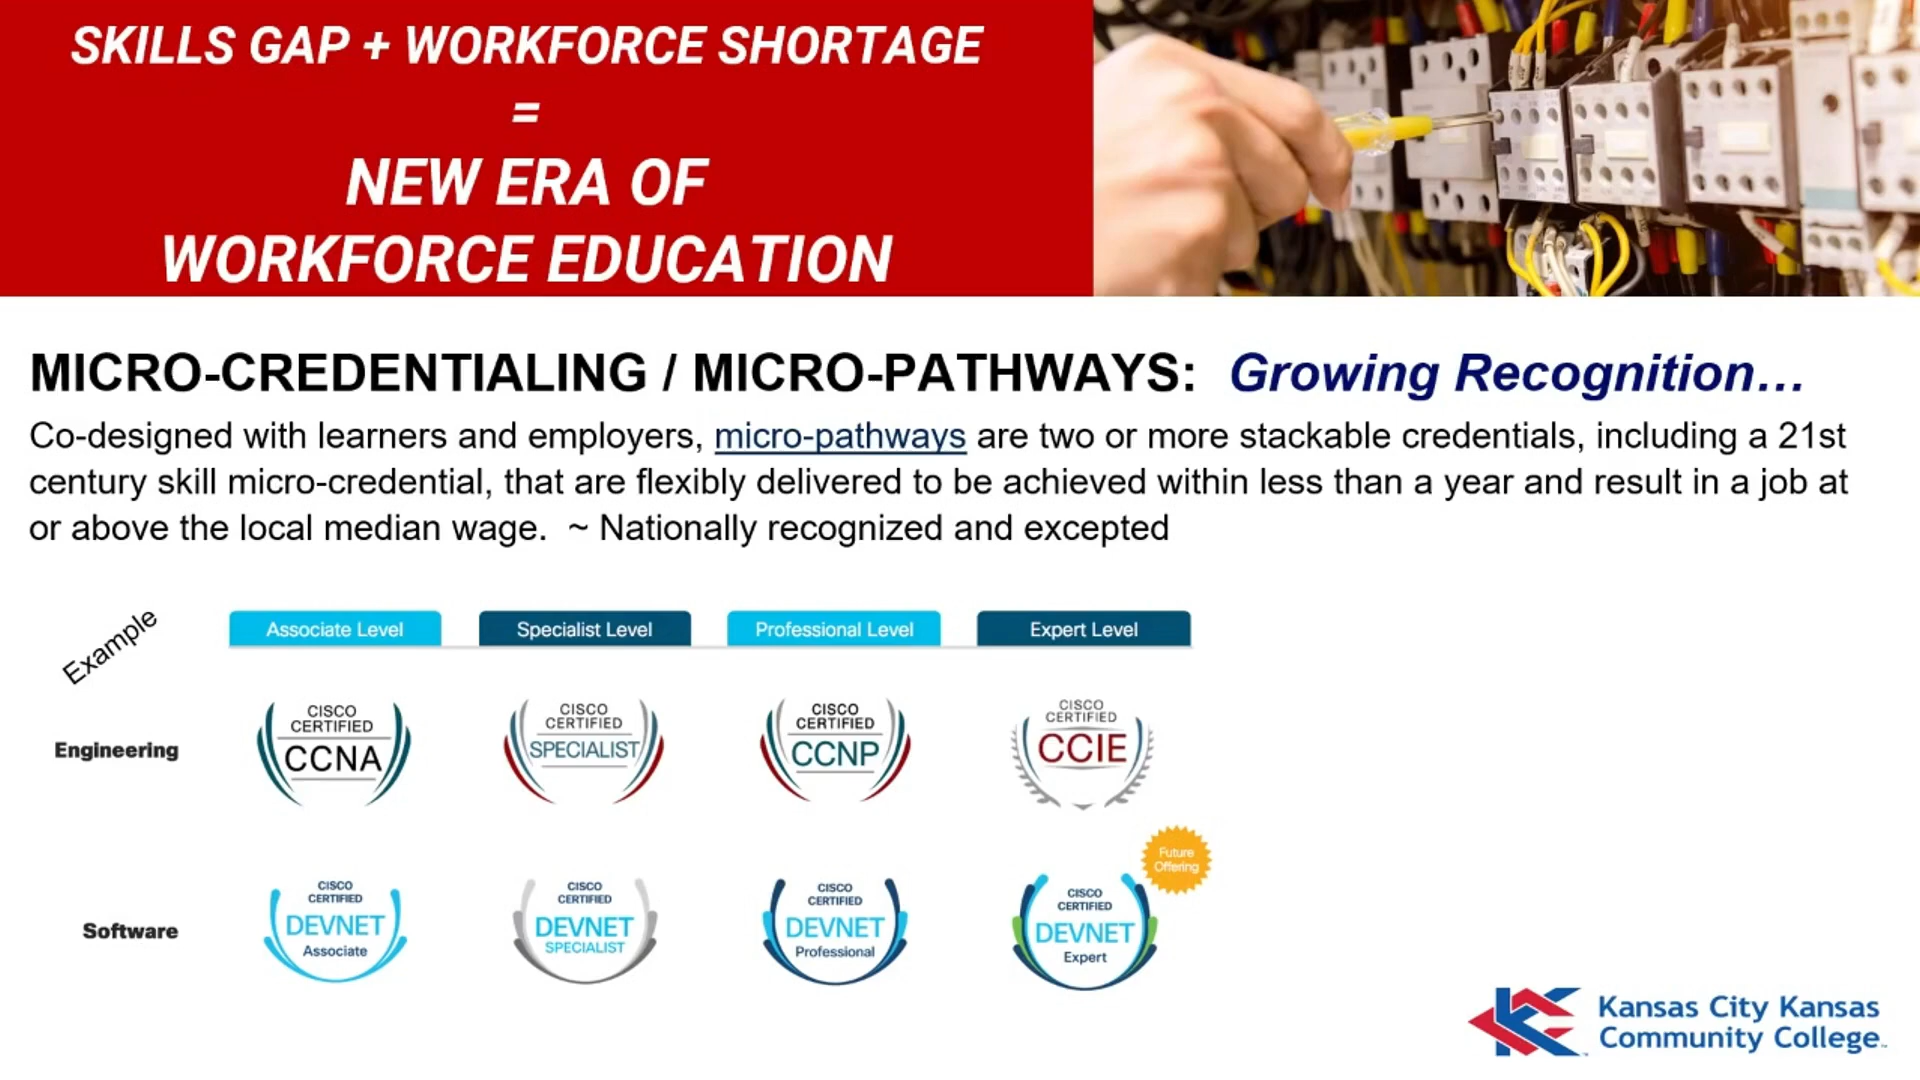 SKILLS GAP + WORKFORCE SHORTAGE
=
NEW ERA OF
WORKFORCE EDUCATION
MICRO-CREDENTIALING / MICRO-PATHWAYS: Growing Recognition...
Co-designed with learners and employers, micro-pathways are two or more stackable credentials, including a 21st
century skill micro-credential, that are flexibly delivered to be achieved within less than a year and result in a job at
or above the local median wage. ~ Nationally recognized and excepted
Example
Associate Level
Specialist Level
Professional Level
Expert Level
Engineering
CISCO
CERTIFIED
CCNA
CISCO
CERTIFIED
SPECIALIST
CISCO
CERTIFIED
CCNP
CISCO
CERTIFIED
CCIE
Software
CISCO
CERTIFIED
DEVNET
Associate
CISCO
CERTIFIED
DEVNET
SPECIALIST
CISCO
CERTIFIED
DEVNET
Professional
CISCO
CERTIFIED
DEVNET
Expert
Future
Offering
Kansas City Kansas
Community College